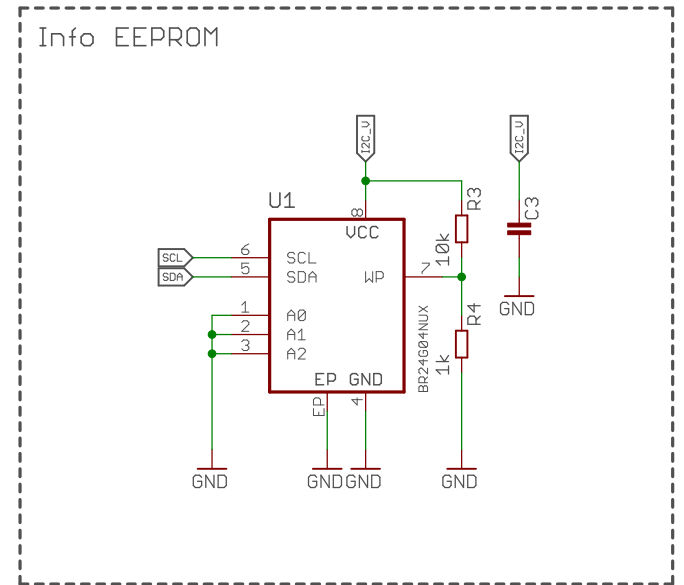 Info EEPROM
I2C_V
I2C_V
U1
8
VCC
R3
10k
C3
SCL
6
SCL
SDA
5
SDA
WP
7
GND
1
A0
2
A1
3
A2
BR24G04NUX
R4
1k
EP
GND
EP
4
GND
GND
GND
GND